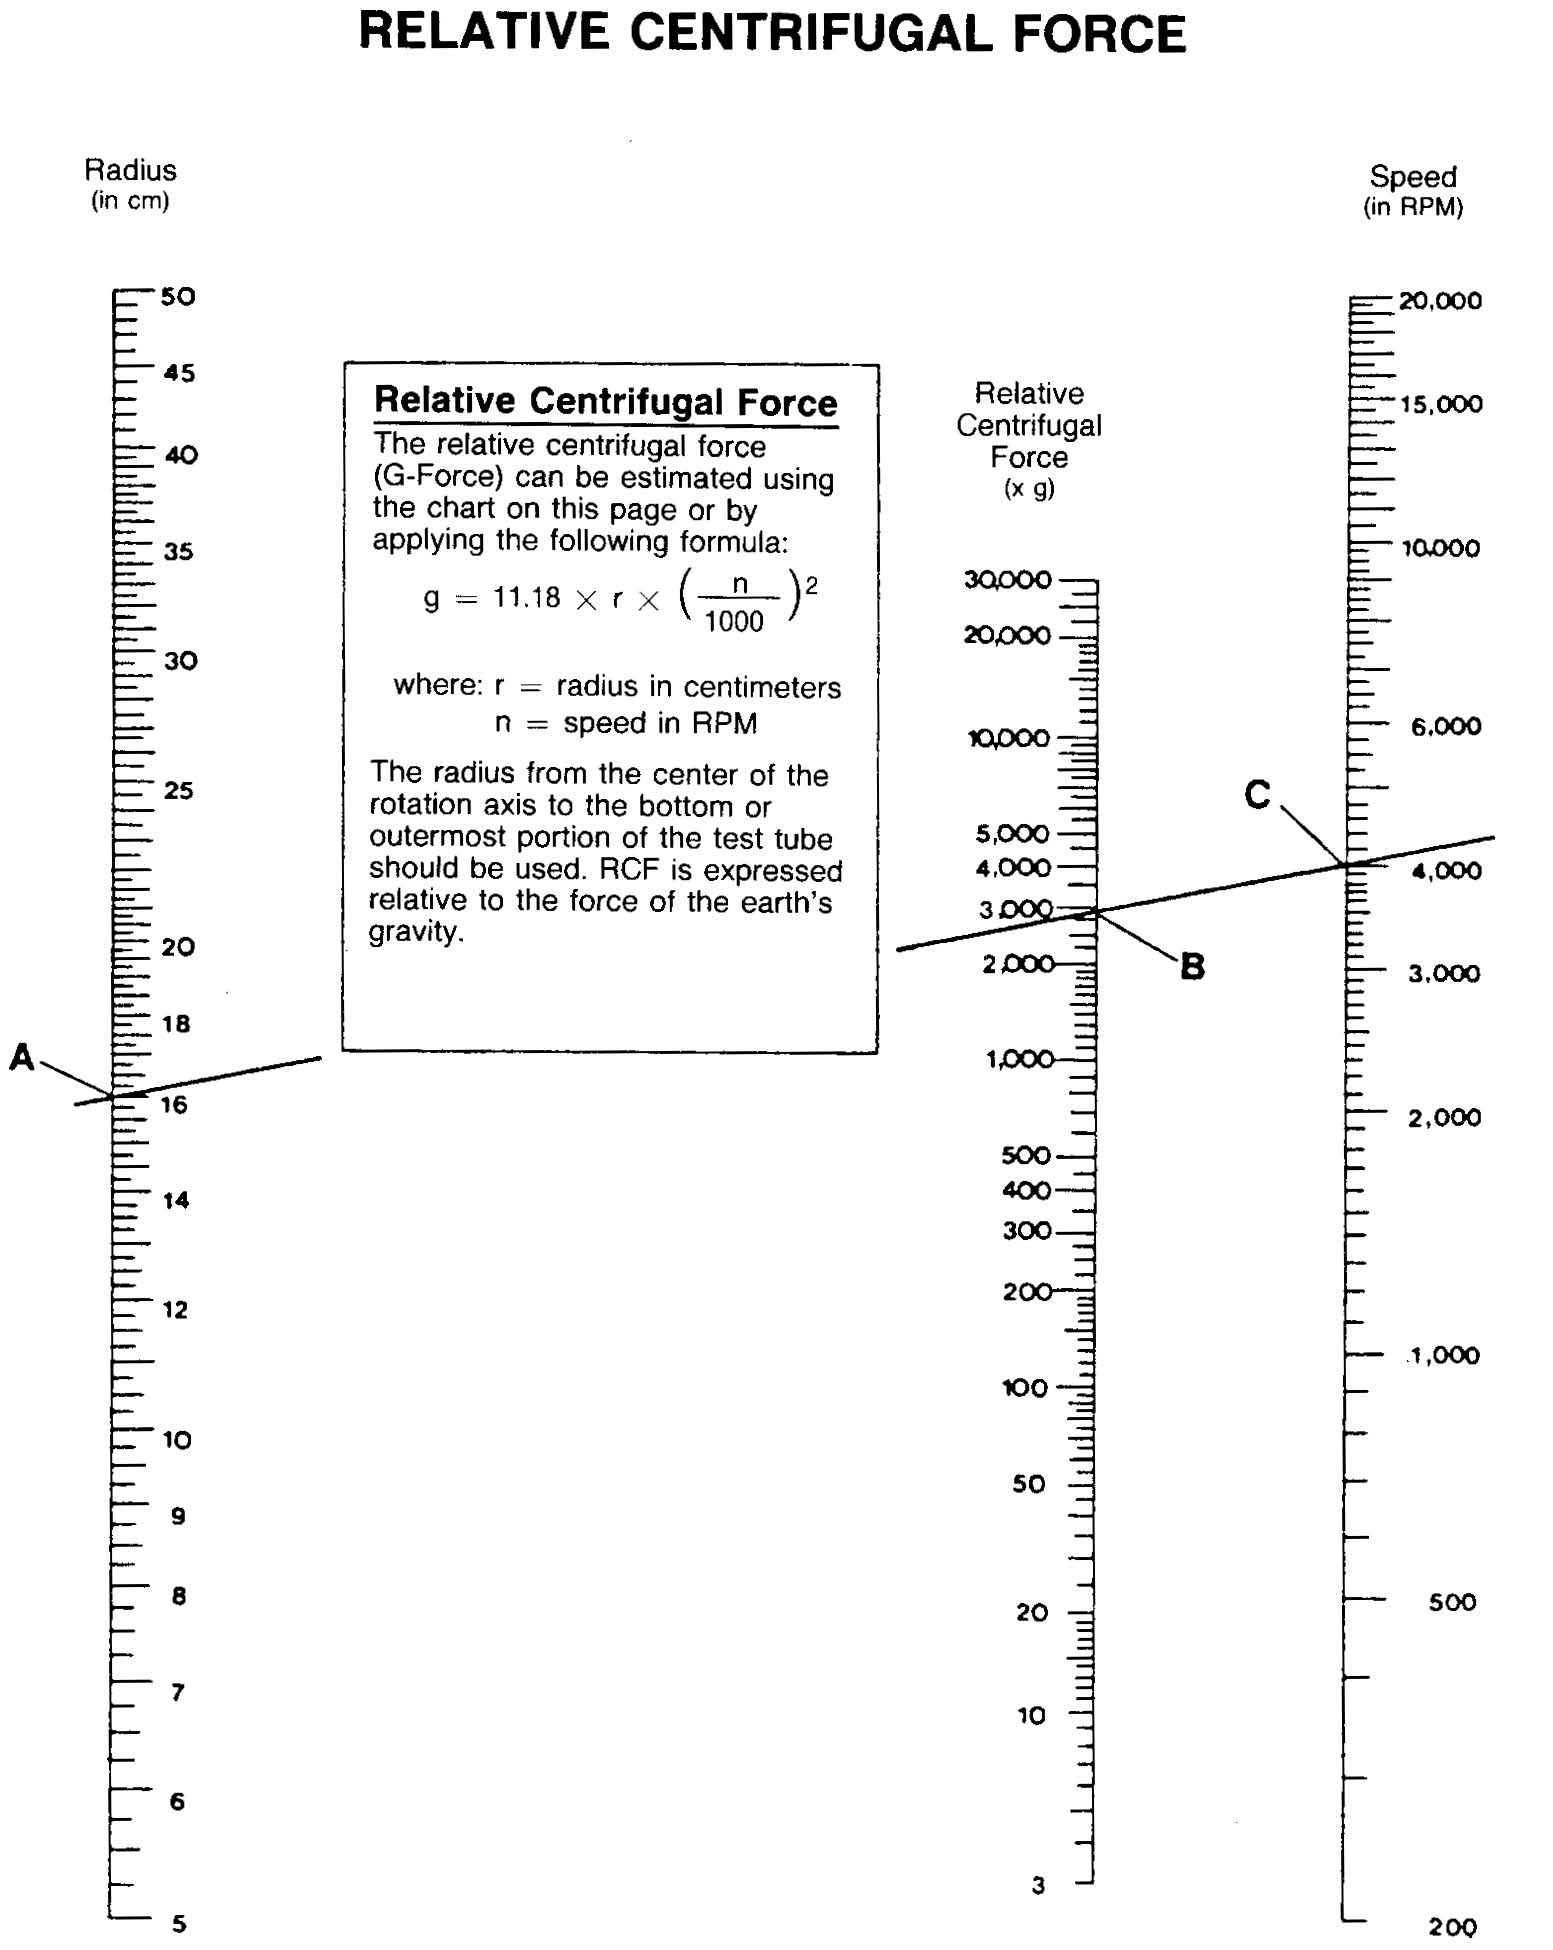 RELATIVE CENTRIFUGAL FORCE
Radius
(in cm)
50
45
40
35
30
25
20
18
16
14
12
10
9
8
7
6
5
A
Relative Centrifugal Force
The relative centrifugal force
(G-Force) can be estimated using
the chart on this page or by
applying the following formula:
g = 11.18 × r × (n/1000)²
where: r = radius in centimeters
n = speed in RPM
The radius from the center of the
rotation axis to the bottom or
outermost portion of the test tube
should be used. RCF is expressed
relative to the force of the earth's
gravity.
Relative
Centrifugal
Force
(x g)
30,000
20,000
10,000
5,000
4,000
3,000
2,000
1,000
500
400
300
200
100
50
20
10
3
B
Speed
(in RPM)
20,000
15,000
10,000
6,000
4,000
3,000
2,000
1,000
500
200
C